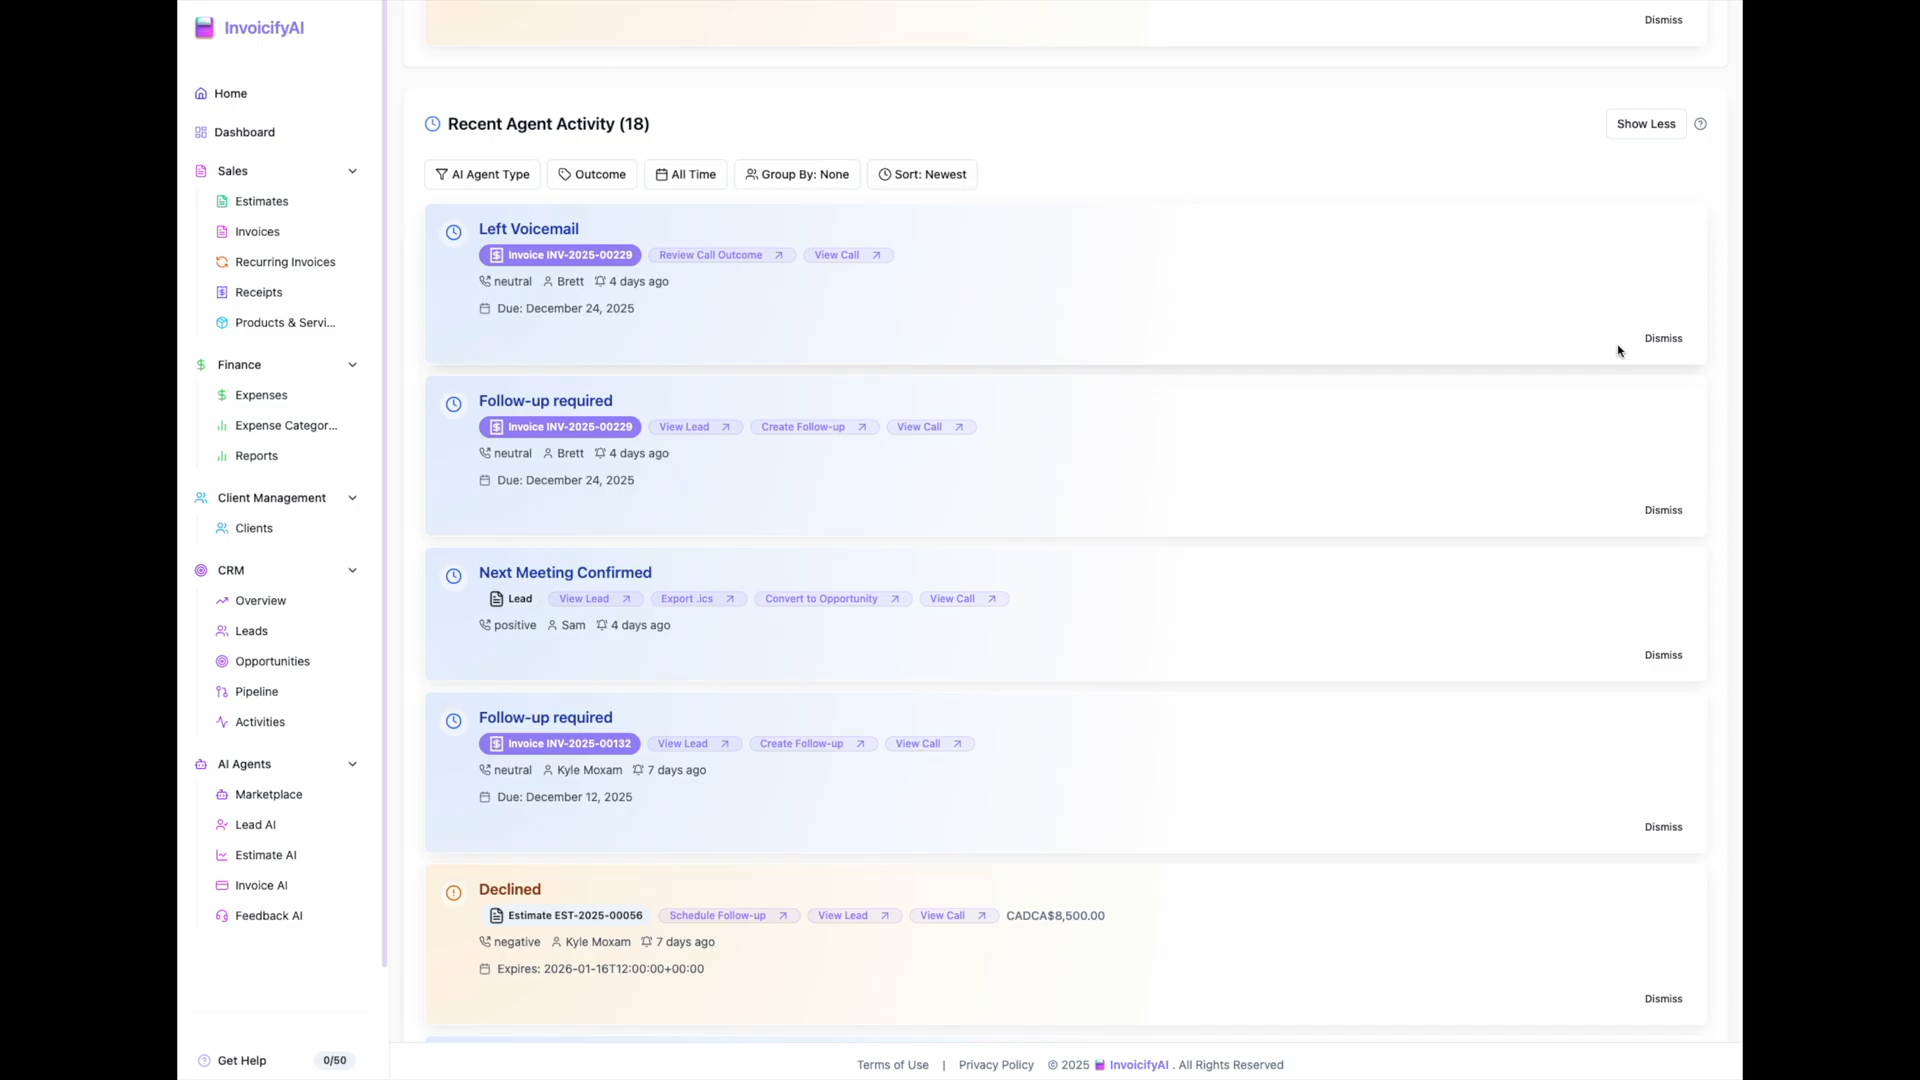 InvoicifyAI
Home
Dashboard
Sales
Estimates
Invoices
Recurring Invoices
Receipts
Products & Servi...
Finance
Expenses
Expense Categor...
Reports
Client Management
Clients
CRM
Overview
Leads
Opportunities
Pipeline
Activities
AI Agents
Marketplace
Lead AI
Estimate AI
Invoice AI
Feedback AI
Get Help 0/50
Dismiss
Recent Agent Activity (18) Show Less
AI Agent Type Outcome All Time Group By: None Sort: Newest
Left Voicemail
Invoice INV-2025-00229 Review Call Outcome View Call
neutral Brett 4 days ago
Due: December 24, 2025
Dismiss
Follow-up required
Invoice INV-2025-00229 View Lead Create Follow-up View Call
neutral Brett 4 days ago
Due: December 24, 2025
Dismiss
Next Meeting Confirmed
Lead View Lead Export .ics Convert to Opportunity View Call
positive Sam 4 days ago
Dismiss
Follow-up required
Invoice INV-2025-00132 View Lead Create Follow-up View Call
neutral Kyle Moxam 7 days ago
Due: December 12, 2025
Dismiss
Declined
Estimate EST-2025-00056 Schedule Follow-up View Lead View Call CADCA$8,500.00
negative Kyle Moxam 7 days ago
Expires: 2026-01-16T12:00:00+00:00
Dismiss
Terms of Use | Privacy Policy © 2025 InvoicifyAI . All Rights Reserved